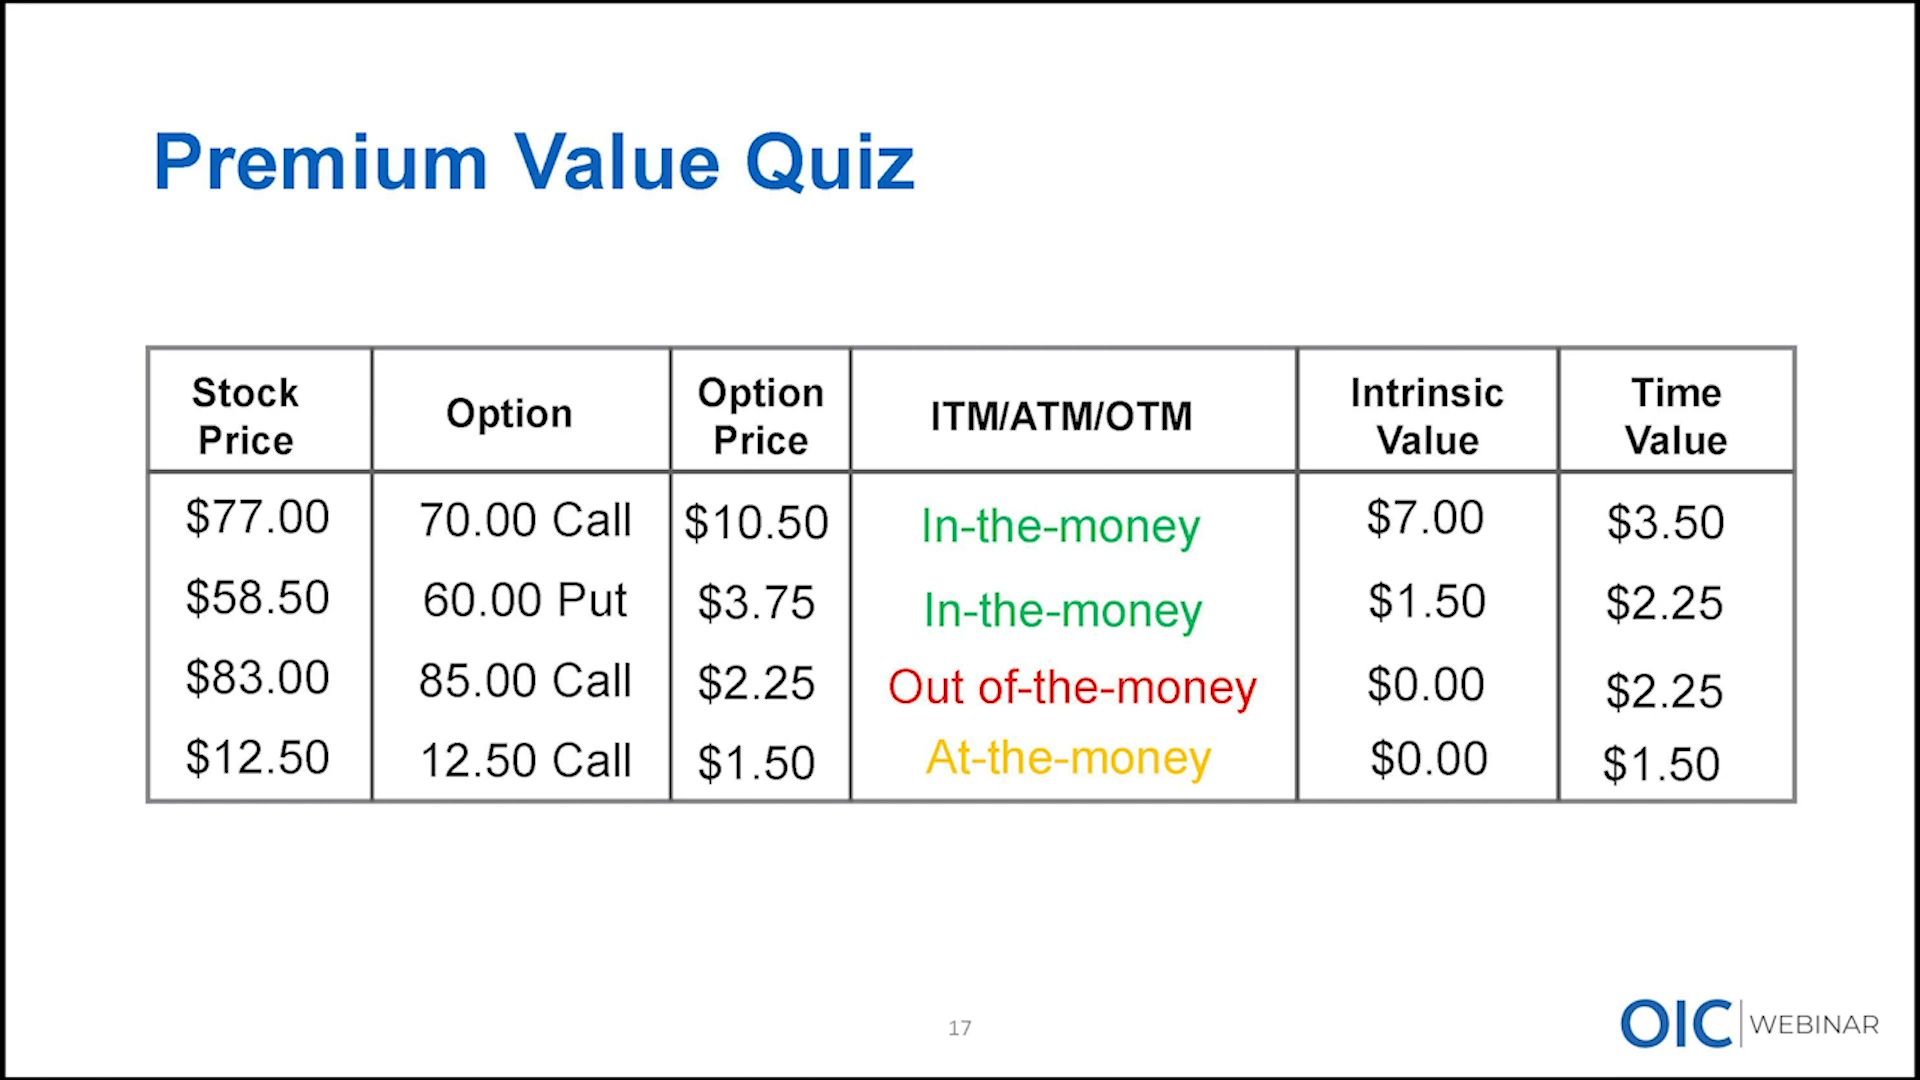 Premium Value Quiz
Stock Price | Option | Option Price | ITM/ATM/OTM | Intrinsic Value | Time Value
$77.00 | 70.00 Call | $10.50 | In-the-money | $7.00 | $3.50
$58.50 | 60.00 Put | $3.75 | In-the-money | $1.50 | $2.25
$83.00 | 85.00 Call | $2.25 | Out of-the-money | $0.00 | $2.25
$12.50 | 12.50 Call | $1.50 | At-the-money | $0.00 | $1.50
17
OIC WEBINAR